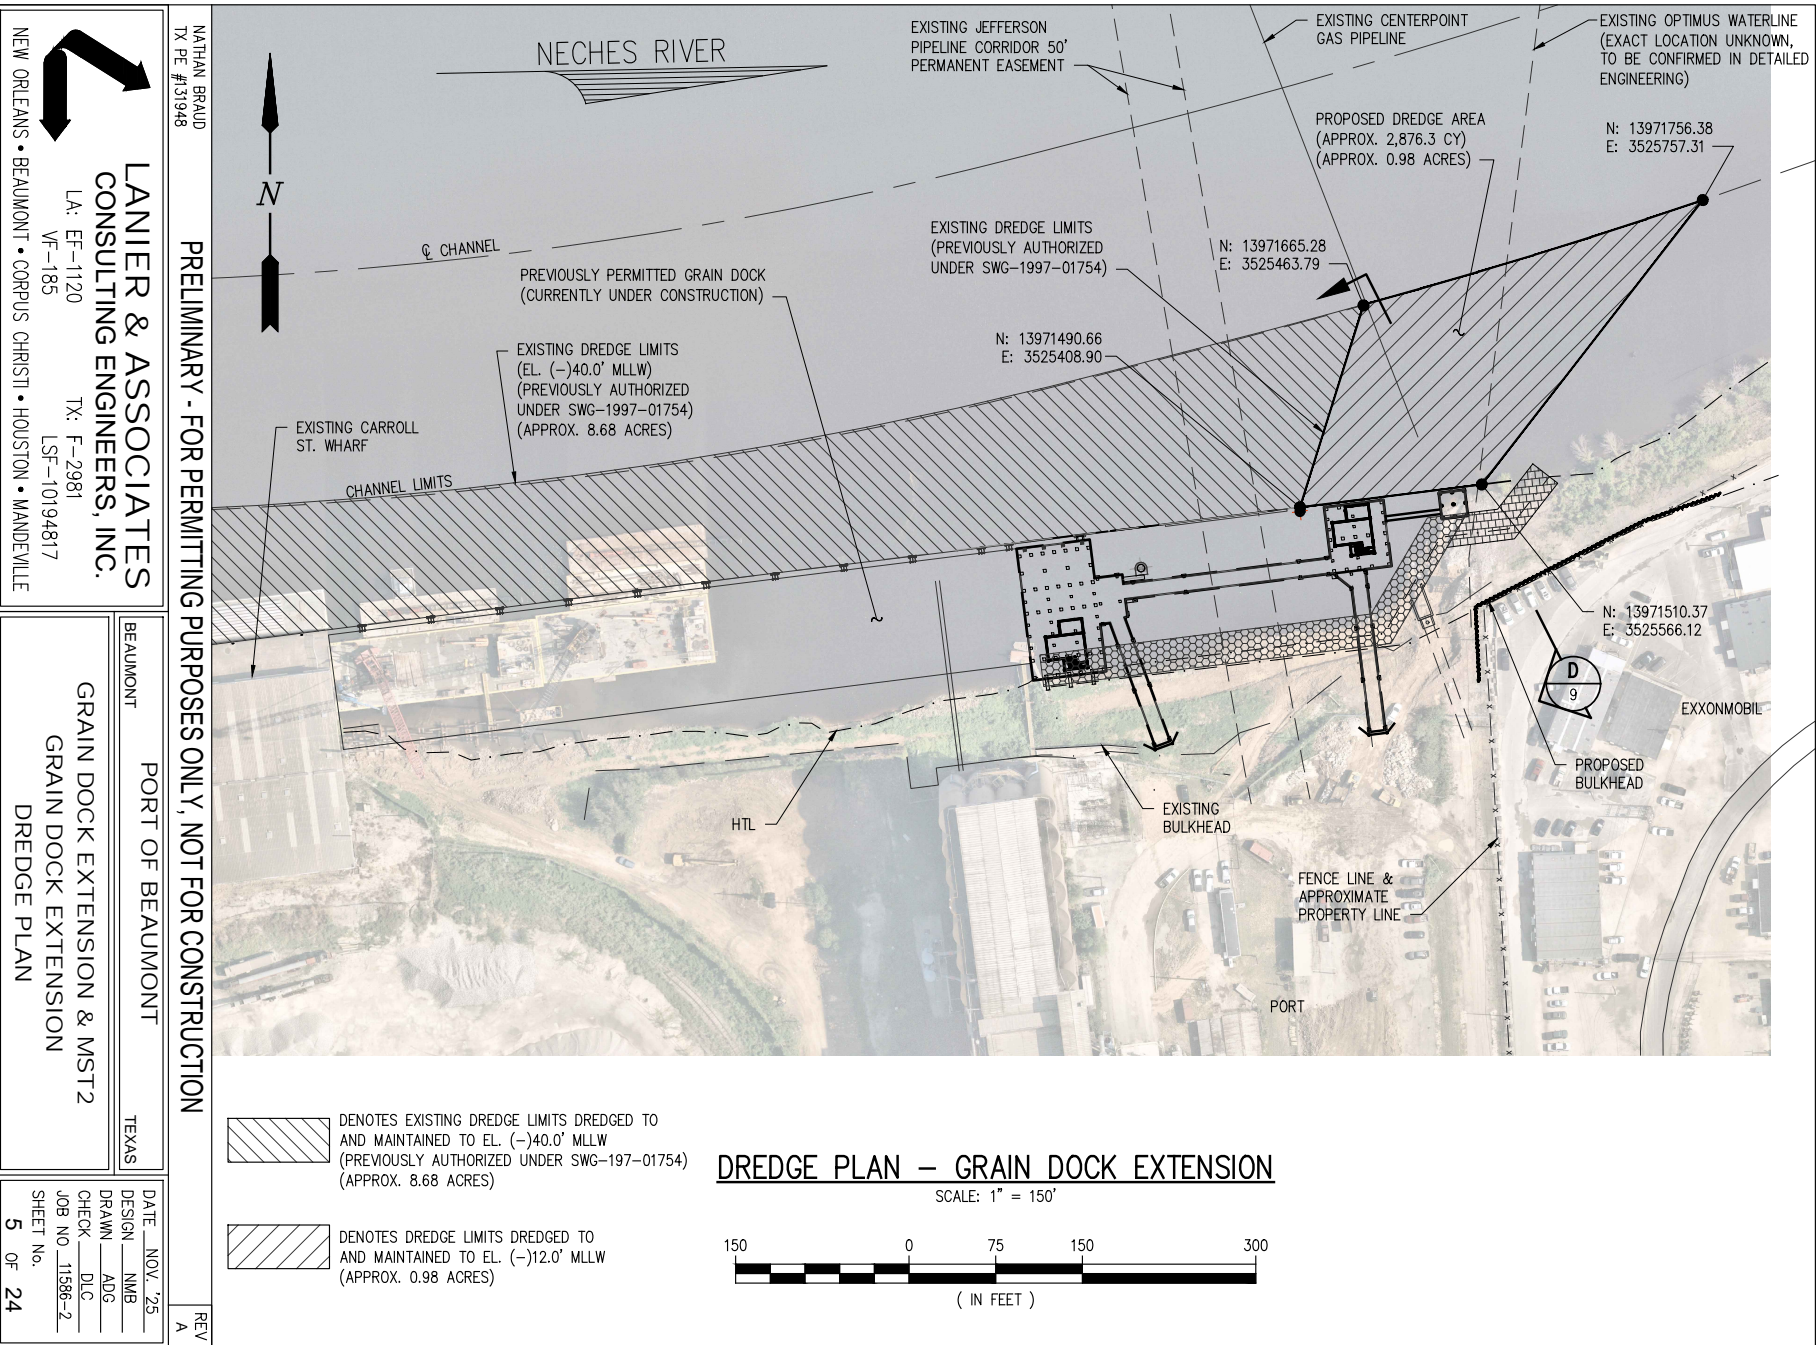 NECHES RIVER
EXISTING JEFFERSON
PIPELINE CORRIDOR 50'
PERMANENT EASEMENT
EXISTING CENTERPOINT
GAS PIPELINE
EXISTING OPTIMUS WATERLINE
(EXACT LOCATION UNKNOWN,
TO BE CONFIRMED IN DETAILED
ENGINEERING)
PROPOSED DREDGE AREA
(APPROX. 2,876.3 CY)
(APPROX. 0.98 ACRES)
N: 13971756.38
E: 3525757.31
N
℄ CHANNEL
EXISTING DREDGE LIMITS
(PREVIOUSLY AUTHORIZED
UNDER SWG-1997-01754)
N: 13971665.28
E: 3525463.79
PREVIOUSLY PERMITTED GRAIN DOCK
(CURRENTLY UNDER CONSTRUCTION)
N: 13971490.66
E: 3525408.90
EXISTING DREDGE LIMITS
(EL. (-)40.0' MLLW)
(PREVIOUSLY AUTHORIZED
UNDER SWG-1997-01754)
(APPROX. 8.68 ACRES)
EXISTING CARROLL
ST. WHARF
CHANNEL LIMITS
N: 13971510.37
E: 3525566.12
D
9
EXXONMOBIL
PROPOSED
BULKHEAD
EXISTING
BULKHEAD
HTL
FENCE LINE &
APPROXIMATE
PROPERTY LINE
PORT
DENOTES EXISTING DREDGE LIMITS DREDGED TO
AND MAINTAINED TO EL. (-)40.0' MLLW
(PREVIOUSLY AUTHORIZED UNDER SWG-197-01754)
(APPROX. 8.68 ACRES)
DENOTES DREDGE LIMITS DREDGED TO
AND MAINTAINED TO EL. (-)12.0' MLLW
(APPROX. 0.98 ACRES)
DREDGE PLAN - GRAIN DOCK EXTENSION
SCALE: 1" = 150'
150 0 75 150 300
( IN FEET )
NATHAN BRAUD
TX PE #131948
PRELIMINARY - FOR PERMITTING PURPOSES ONLY, NOT FOR CONSTRUCTION
REV
A
LANIER & ASSOCIATES
CONSULTING ENGINEERS, INC.
LA: EF-1120 TX: F-2981
VF-185 LSF-10194817
NEW ORLEANS • BEAUMONT • CORPUS CHRISTI • HOUSTON • MANDEVILLE
PORT OF BEAUMONT
BEAUMONT TEXAS
GRAIN DOCK EXTENSION & MST2
GRAIN DOCK EXTENSION
DREDGE PLAN
DATE NOV. '25
DESIGN NMB
DRAWN ADG
CHECK DLC
JOB NO 11586-2
SHEET No.
5 OF 24